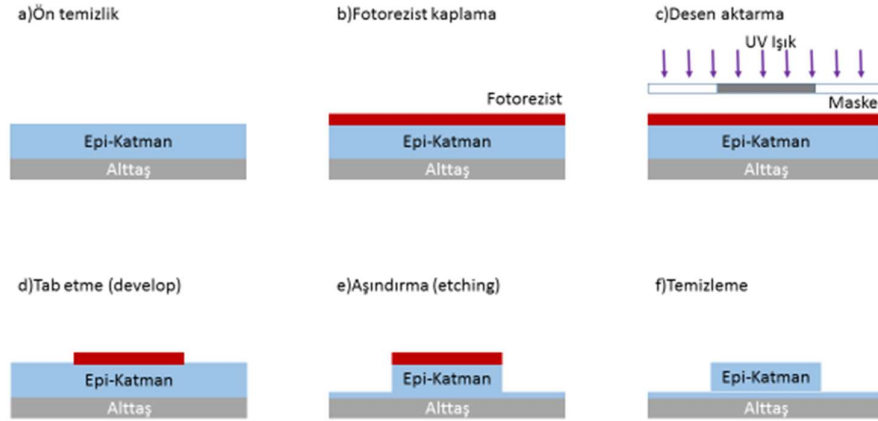 a)Ön temizlik
b)Fotorezist kaplama
c)Desen aktarma
UV Işık
Fotorezist
Maske
Epi-Katman
Epi-Katman
Epi-Katman
Alttaş
Alttaş
Alttaş
d)Tab etme (develop)
e)Aşındırma (etching)
f)Temizleme
Epi-Katman
Epi-Katman
Epi-Katman
Alttaş
Alttaş
Alttaş